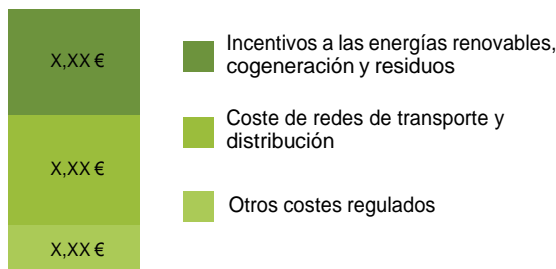 X,XX €
Incentivos a las energías renovables,
cogeneración y residuos
X,XX €
Coste de redes de transporte y
distribución
X,XX €
Otros costes regulados